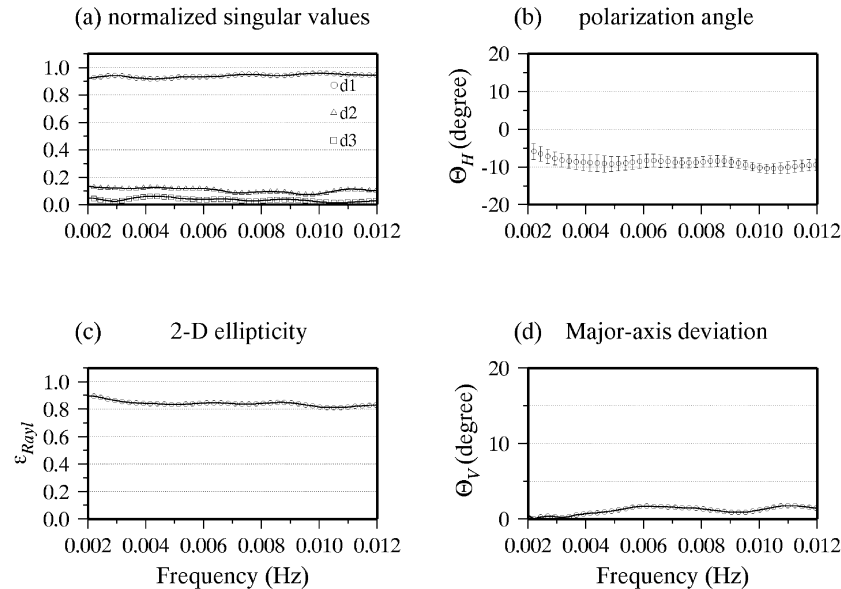 (a) normalized singular values
1.0
0.8
0.6
0.4
0.2
0.0
d1
d2
d3
0.002 0.004 0.006 0.008 0.010 0.012
(b) polarization angle
Θ_H (degree)
20
10
0
-10
-20
0.002 0.004 0.006 0.008 0.010 0.012
(c) 2-D ellipticity
ε_Rayl
1.0
0.8
0.6
0.4
0.2
0.0
0.002 0.004 0.006 0.008 0.010 0.012
Frequency (Hz)
(d) Major-axis deviation
Θ_V (degree)
20
10
0
0.002 0.004 0.006 0.008 0.010 0.012
Frequency (Hz)